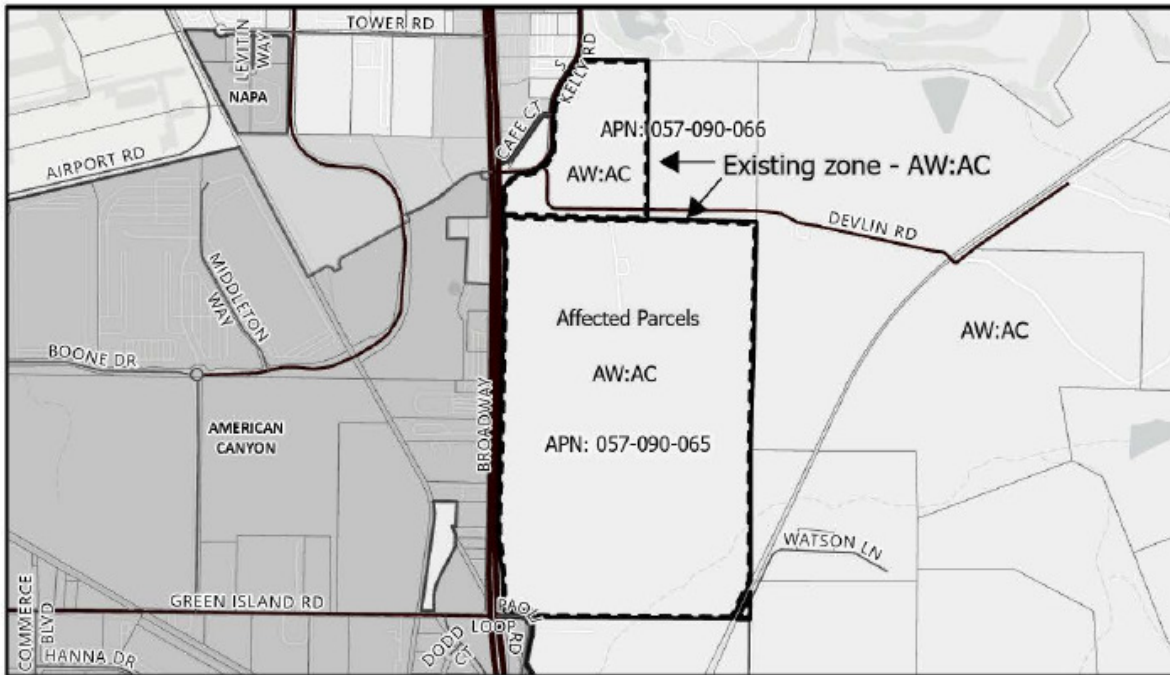 TOWER RD
LEVITIN
WAY
NAPA
S
KELLY RD
CAFE CT
APN: 057-090-066
AIRPORT RD
AW:AC
Existing zone - AW:AC
DEVLIN RD
MIDDLETON
WAY
Affected Parcels
AW:AC
AW:AC
BOONE DR
AMERICAN
CANYON
BROADWAY
APN: 057-090-065
WATSON LN
GREEN ISLAND RD
COMMERCE
BLVD
HANNA DR
DODD
CT
PAOLI
LOOP
RD